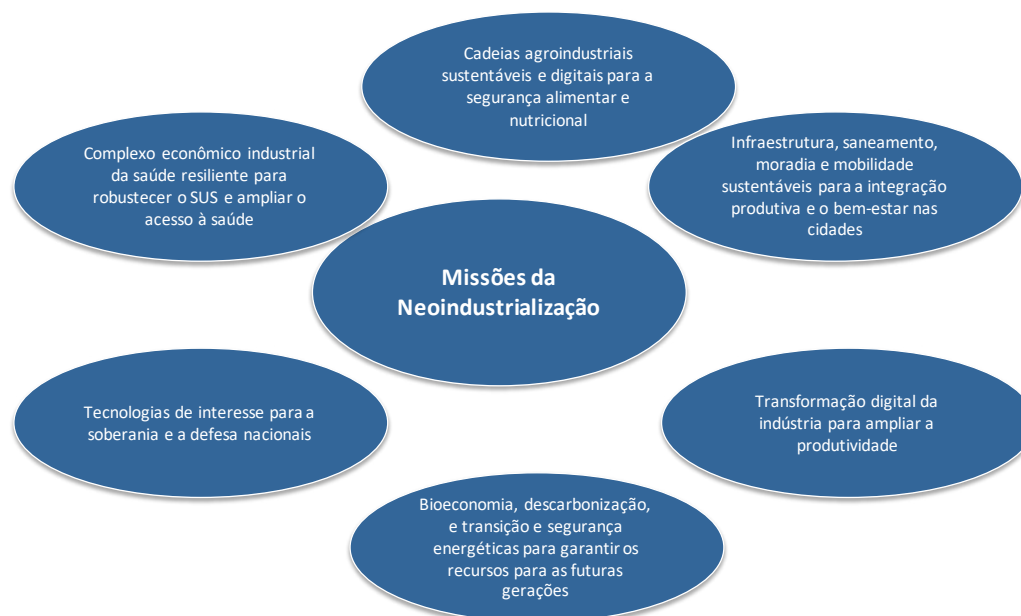 Cadeias agroindustriais
sustentáveis e digitais para a
segurança alimentar e
nutricional
Complexo econômico industrial
da saúde resiliente para
robustecer o SUS e ampliar o
acesso à saúde
Infraestrutura, saneamento,
moradia e mobilidade
sustentáveis para a integração
produtiva e o bem-estar nas
cidades
Missões da
Neoindustrialização
Tecnologias de interesse para a
soberania e a defesa nacionais
Transformação digital da
indústria para ampliar a
produtividade
Bioeconomia, descarbonização,
e transição e segurança
energéticas para garantir os
recursos para as futuras
gerações